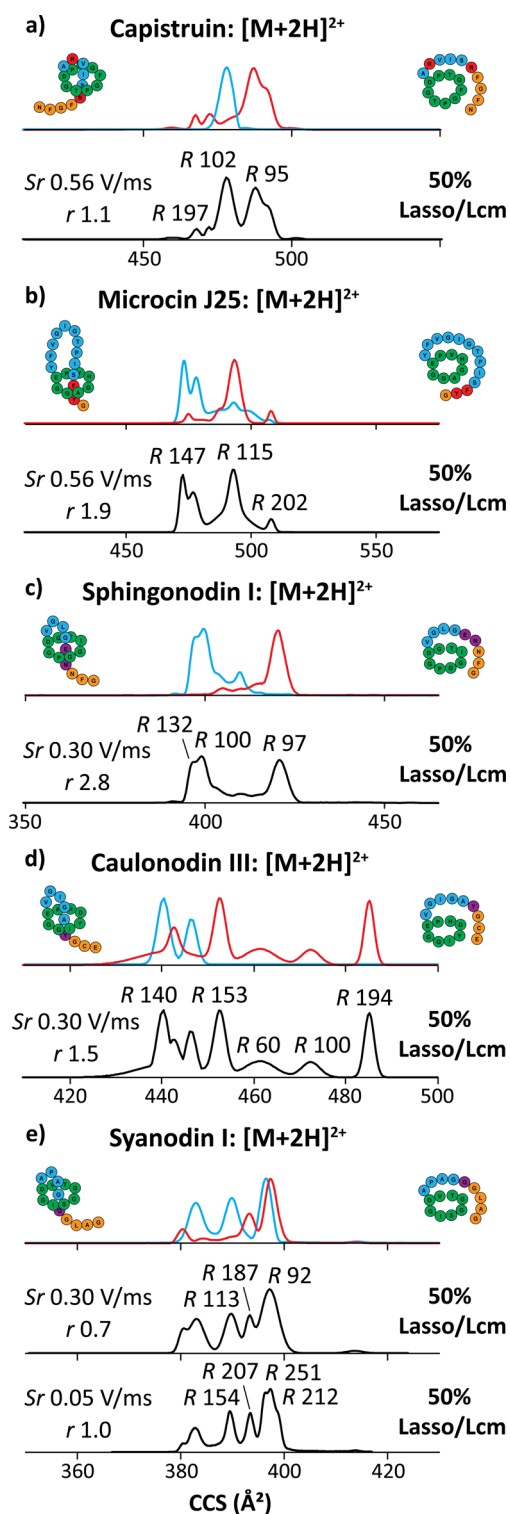 a) Capistruin: [M+2H]²⁺
Sr 0.56 V/ms
r 1.1
R 197
R 102
R 95
50%
Lasso/Lcm
450 500
b) Microcin J25: [M+2H]²⁺
Sr 0.56 V/ms
r 1.9
R 147
R 115
R 202
50%
Lasso/Lcm
450 500 550
c) Sphingonodin I: [M+2H]²⁺
Sr 0.30 V/ms
r 2.8
R 132
R 100
R 97
50%
Lasso/Lcm
350 400 450
d) Caulonodin III: [M+2H]²⁺
Sr 0.30 V/ms
r 1.5
R 140
R 153
R 60
R 100
R 194
50%
Lasso/Lcm
420 440 460 480 500
e) Syanodin I: [M+2H]²⁺
Sr 0.30 V/ms
r 0.7
R 113
R 187
R 92
50%
Lasso/Lcm
Sr 0.05 V/ms
r 1.0
R 154
R 207
R 251
R 212
50%
Lasso/Lcm
360 380 400 420
CCS (Å²)